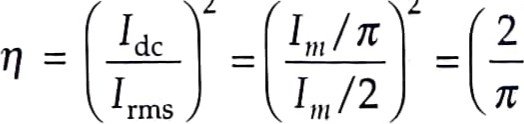 η = (I_dc / I_rms)² = (I_m/π / I_m/2)² = (2/π